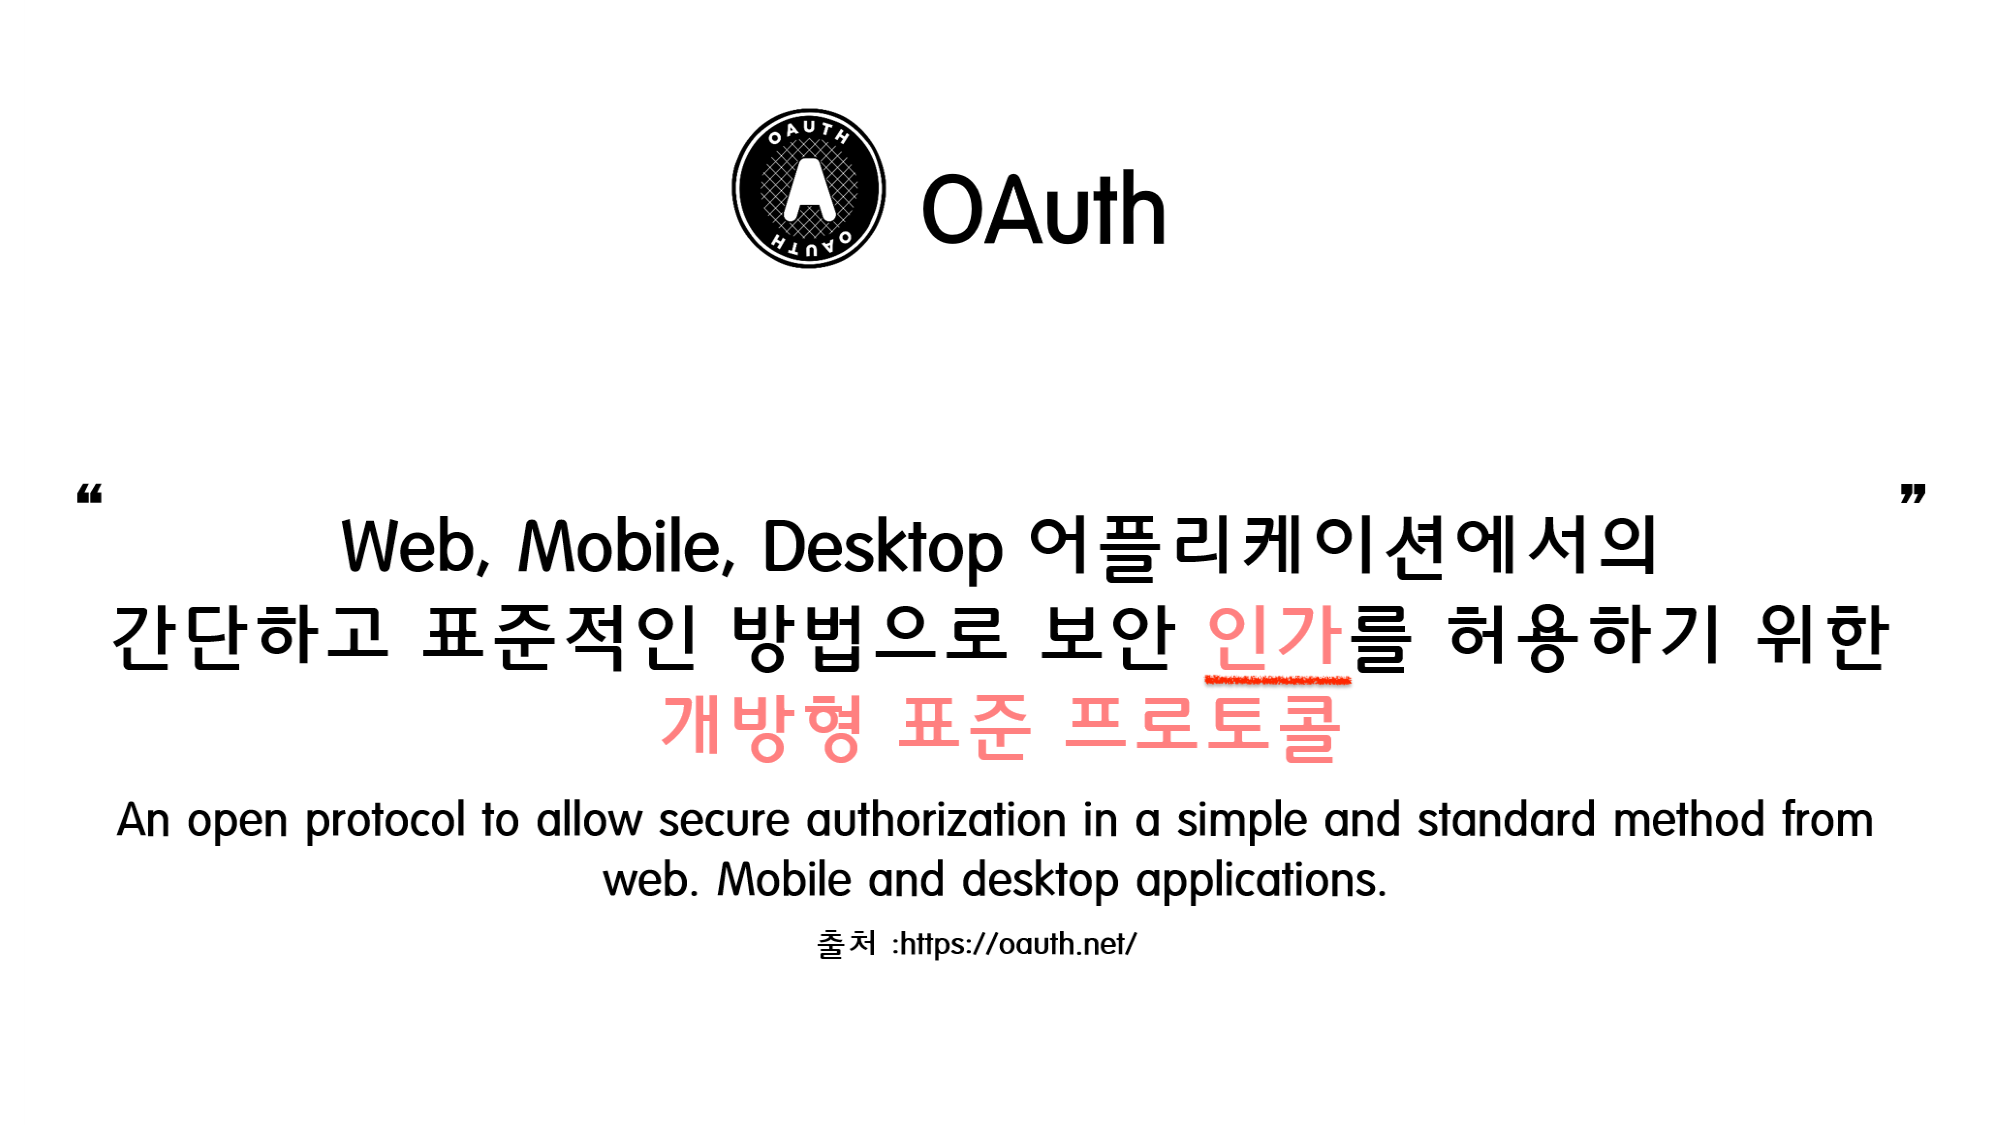 OAUTH
A
OAUTH
OAuth
❝ ❞
Web, Mobile, Desktop 어플리케이션에서의
간단하고 표준적인 방법으로 보안 인가를 허용하기 위한
개방형 표준 프로토콜
An open protocol to allow secure authorization in a simple and standard method from
web. Mobile and desktop applications.
출처 :https://oauth.net/